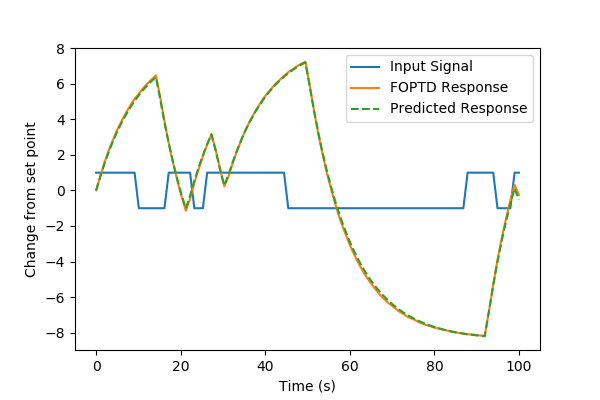 Input Signal
FOPTD Response
Predicted Response
Change from set point
8
6
4
2
0
−2
−4
−6
−8
0 20 40 60 80 100
Time (s)